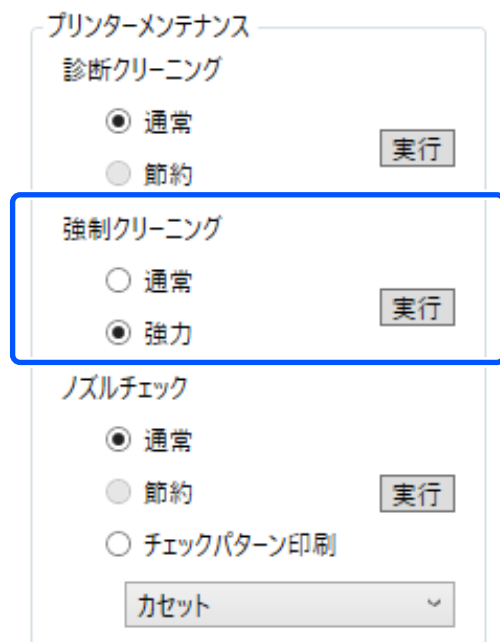 プリンターメンテナンス
診断クリーニング
通常
実行
節約
強制クリーニング
通常
実行
強力
ノズルチェック
通常
節約
実行
チェックパターン印刷
カセット